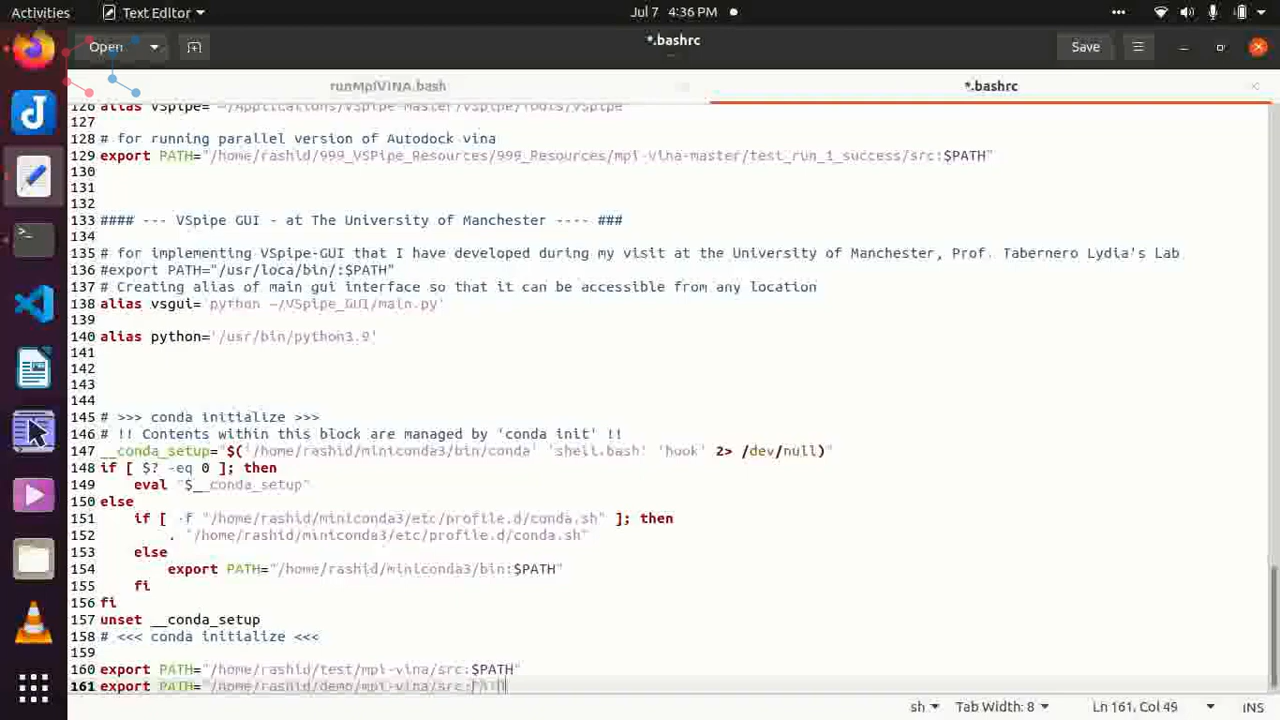 Activities Text Editor Jul 7 4:36 PM
Open *.bashrc Save
runMpiVINA.bash *.bashrc
126 alias vspipe='~/Applications/VSpipe-master/vspipe/Tools/vspipe'
127
128 # for running parallel version of Autodock vina
129 export PATH="/home/rashid/999_VSPipe_Resources/999_Resources/mpi-vina-master/test_run_1_success/src:$PATH"
130
131
132
133 #### --- VSpipe GUI - at The University of Manchester ---- ###
134
135 # for implementing VSpipe-GUI that I have developed during my visit at the University of Manchester, Prof. Tabernero Lydia's Lab
136 #export PATH="/usr/loca/bin/:$PATH"
137 # Creating alias of main gui interface so that it can be accessible from any location
138 alias vsgui='python ~/VSpipe_GUI/main.py'
139
140 alias python='/usr/bin/python3.9'
141
142
143
144
145 # >>> conda initialize >>>
146 # !! Contents within this block are managed by 'conda init' !!
147 __conda_setup="$('/home/rashid/miniconda3/bin/conda' 'shell.bash' 'hook' 2> /dev/null)"
148 if [ $? -eq 0 ]; then
149 eval "$__conda_setup"
150 else
151 if [ -f "/home/rashid/miniconda3/etc/profile.d/conda.sh" ]; then
152 . "/home/rashid/miniconda3/etc/profile.d/conda.sh"
153 else
154 export PATH="/home/rashid/miniconda3/bin:$PATH"
155 fi
156 fi
157 unset __conda_setup
158 # <<< conda initialize <<<
159
160 export PATH="/home/rashid/test/mpi-vina/src:$PATH"
161 export PATH="/home/rashid/demo/mpi-vina/src:
sh Tab Width: 8 Ln 161, Col 49 INS